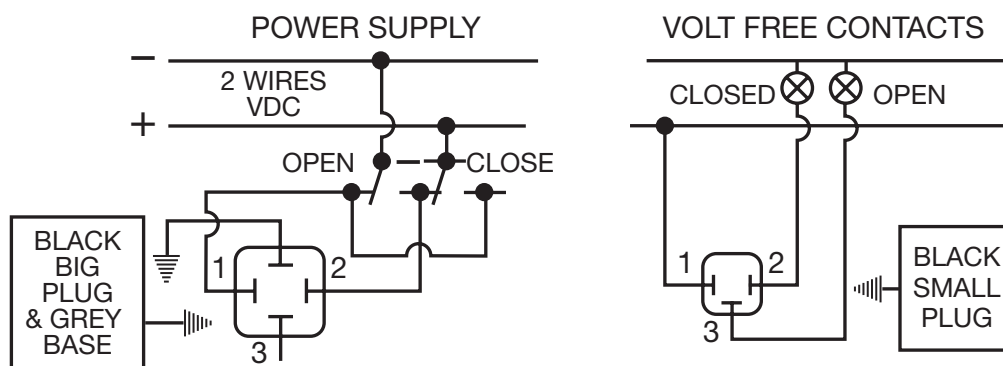 POWER SUPPLY
−
2 WIRES
VDC
+
OPEN
CLOSE
BLACK
BIG
PLUG
& GREY
BASE
1
2
3
VOLT FREE CONTACTS
CLOSED
OPEN
1
2
3
BLACK
SMALL
PLUG